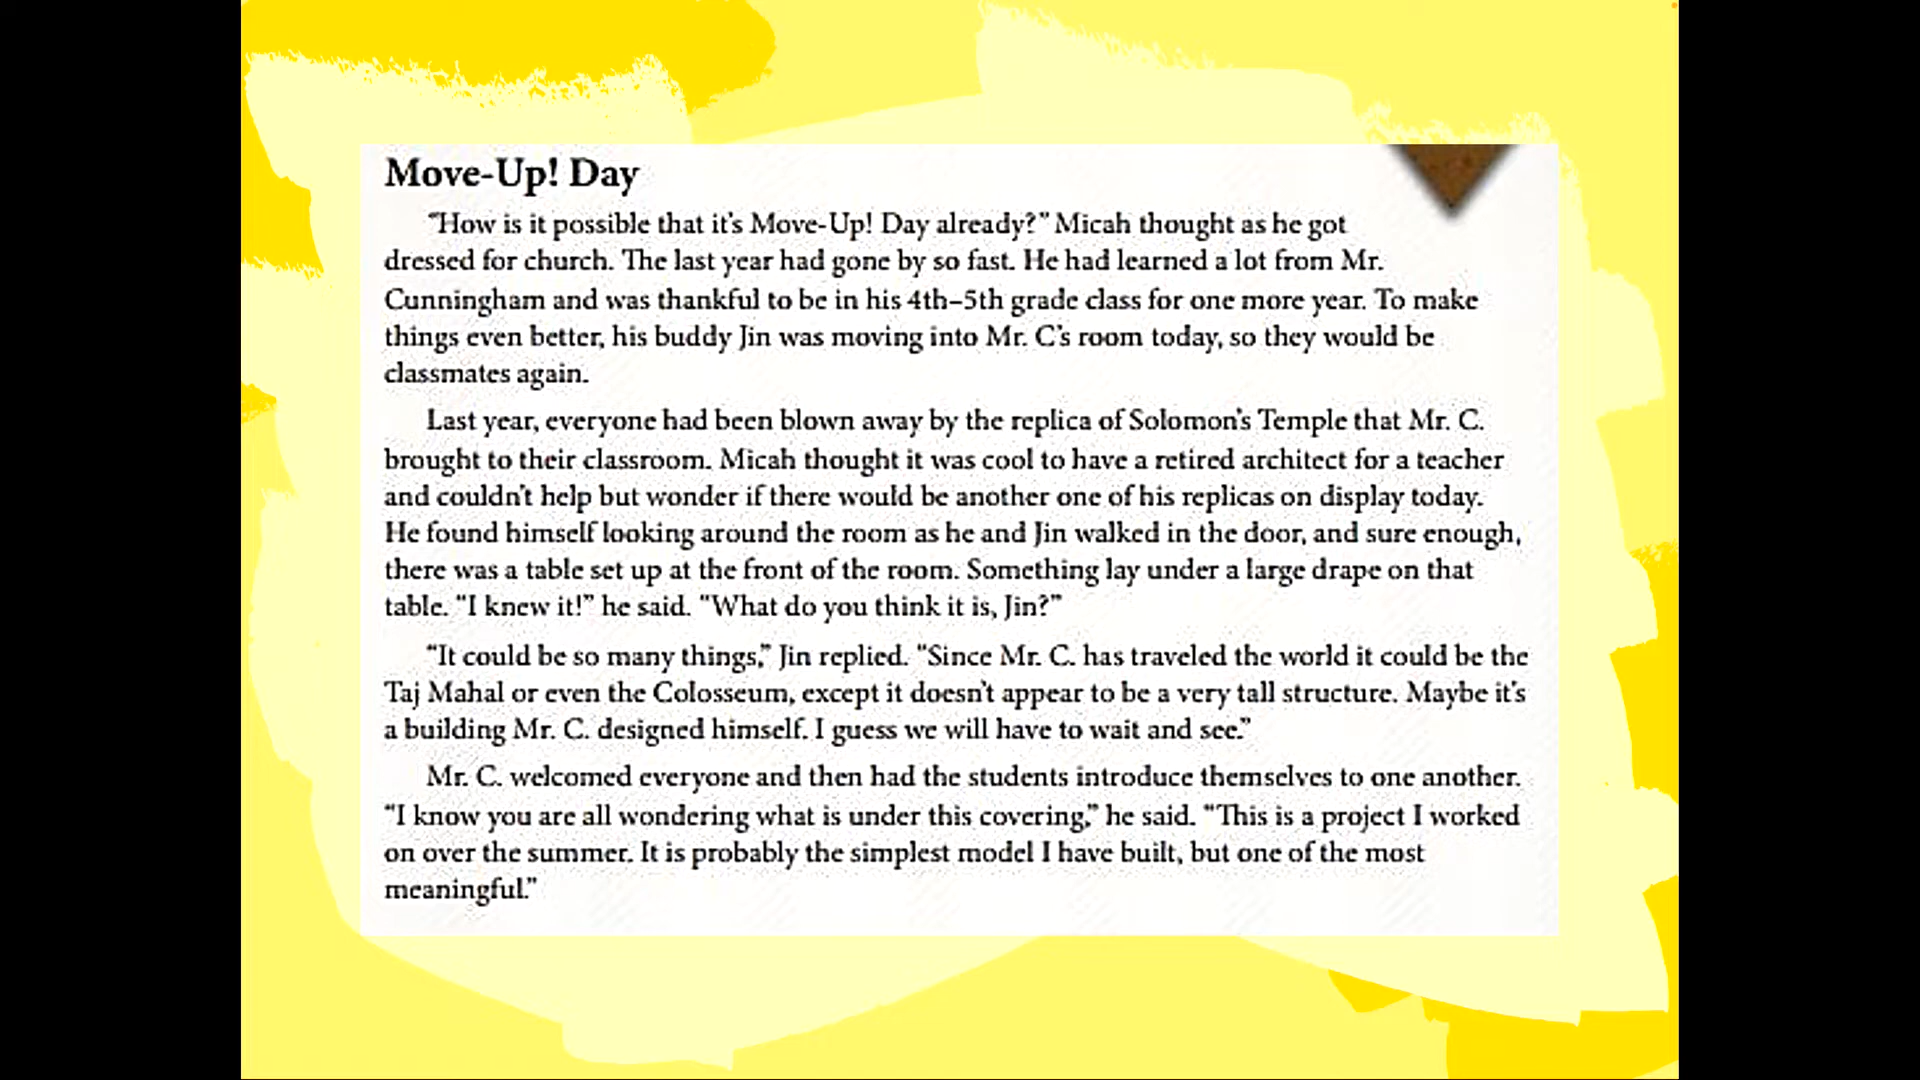 Move-Up! Day
“How is it possible that it’s Move-Up! Day already?” Micah thought as he got
dressed for church. The last year had gone by so fast. He had learned a lot from Mr.
Cunningham and was thankful to be in his 4th–5th grade class for one more year. To make
things even better, his buddy Jin was moving into Mr. C’s room today, so they would be
classmates again.
Last year, everyone had been blown away by the replica of Solomon’s Temple that Mr. C.
brought to their classroom. Micah thought it was cool to have a retired architect for a teacher
and couldn’t help but wonder if there would be another one of his replicas on display today.
He found himself looking around the room as he and Jin walked in the door, and sure enough,
there was a table set up at the front of the room. Something lay under a large drape on that
table. “I knew it!” he said. “What do you think it is, Jin?”
“It could be so many things,” Jin replied. “Since Mr. C. has traveled the world it could be the
Taj Mahal or even the Colosseum, except it doesn’t appear to be a very tall structure. Maybe it’s
a building Mr. C. designed himself. I guess we will have to wait and see.”
Mr. C. welcomed everyone and then had the students introduce themselves to one another.
“I know you are all wondering what is under this covering,” he said. “This is a project I worked
on over the summer. It is probably the simplest model I have built, but one of the most
meaningful.”